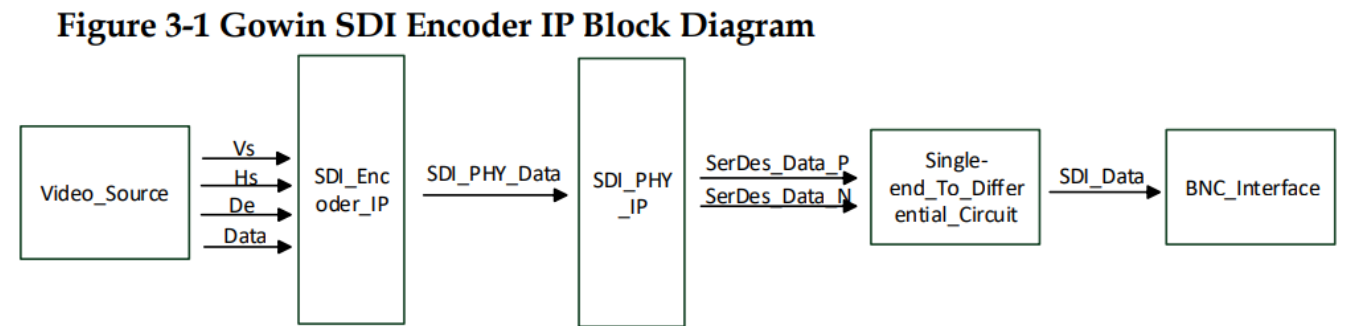 Figure 3-1 Gowin SDI Encoder IP Block Diagram
Video_Source
Vs
Hs
De
Data
SDI_Enc
oder_IP
SDI_PHY_Data
SDI_PHY
_IP
SerDes_Data_P
SerDes_Data_N
Single-
end_To_Differ
ential_Circuit
SDI_Data
BNC_Interface